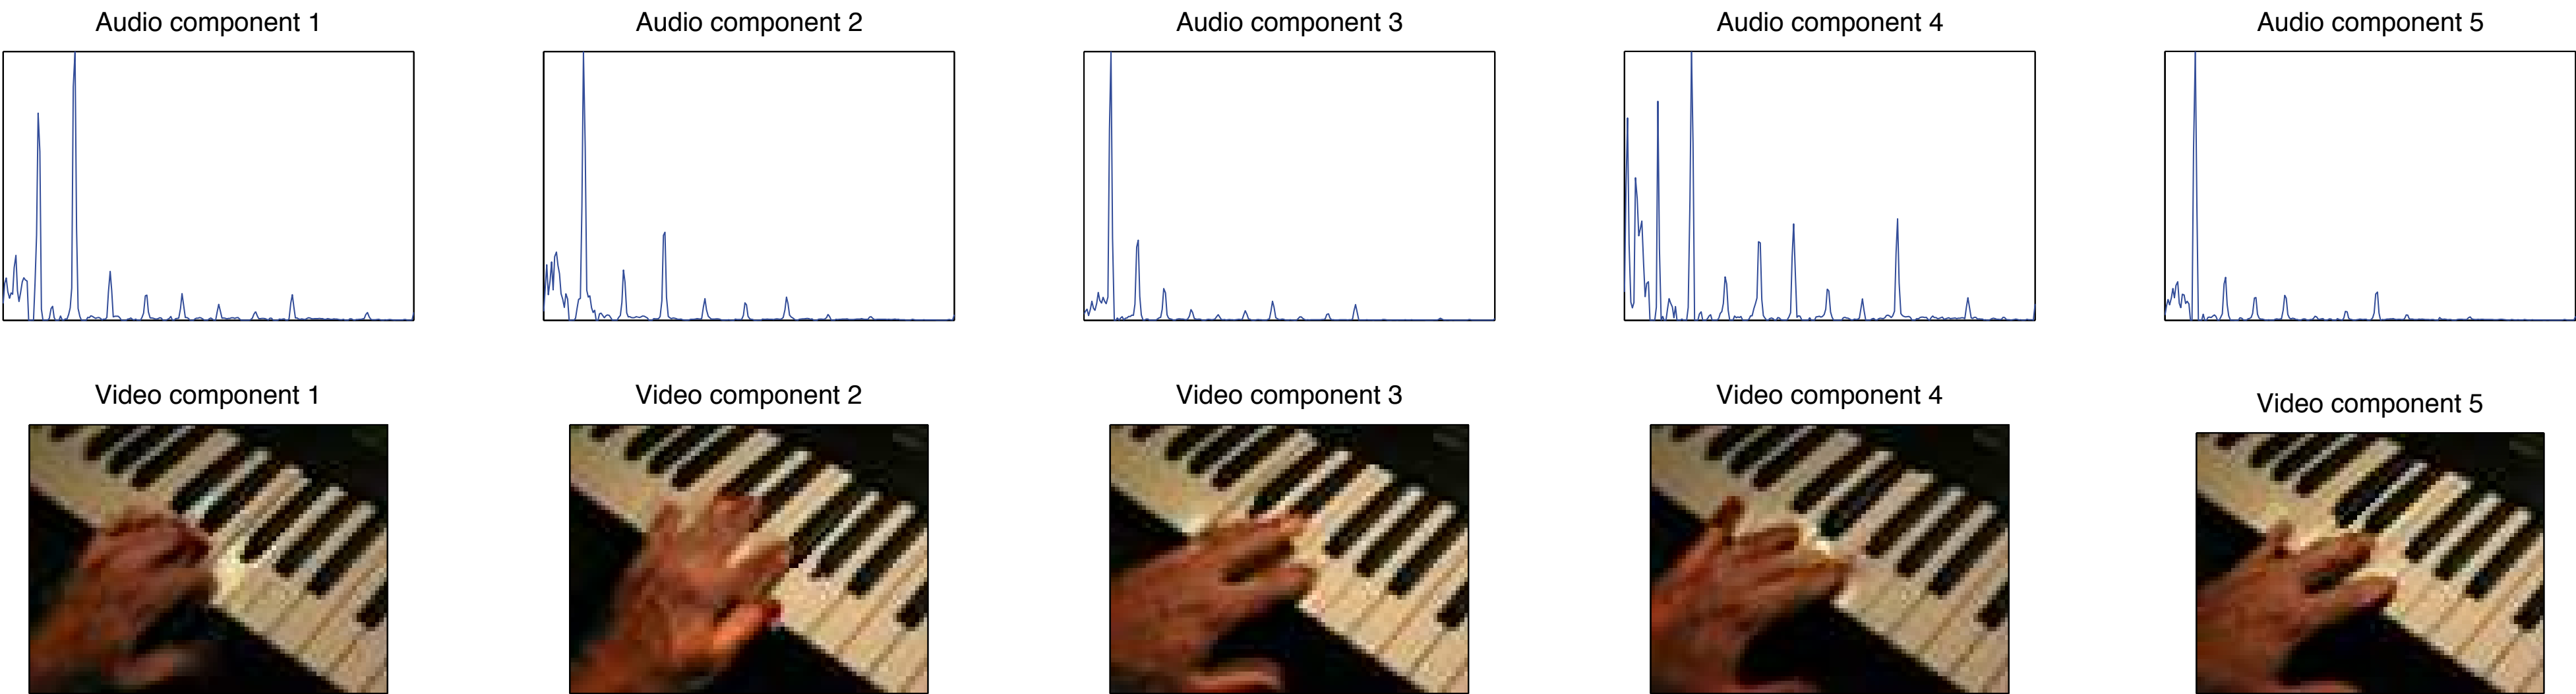 Audio component 1
Audio component 2
Audio component 3
Audio component 4
Audio component 5
Video component 1
Video component 2
Video component 3
Video component 4
Video component 5